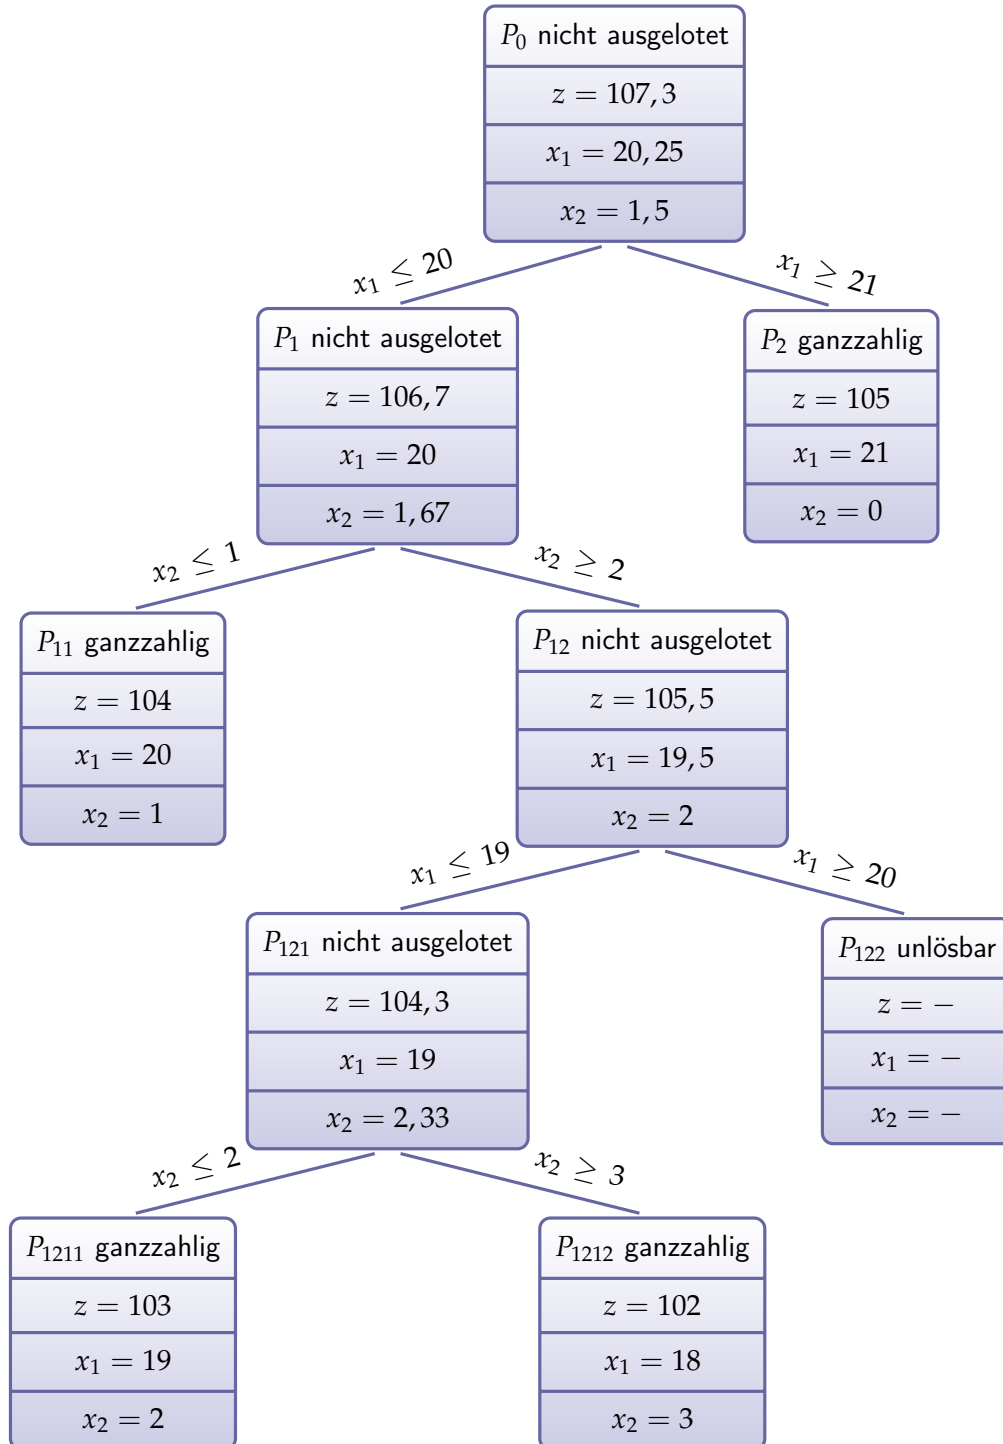 P₀ nicht ausgelotet
z = 107,3
x₁ = 20,25
x₂ = 1,5
x₁ ≤ 20
x₁ ≥ 21
P₁ nicht ausgelotet
z = 106,7
x₁ = 20
x₂ = 1,67
P₂ ganzzahlig
z = 105
x₁ = 21
x₂ = 0
x₂ ≤ 1
x₂ ≥ 2
P₁₁ ganzzahlig
z = 104
x₁ = 20
x₂ = 1
P₁₂ nicht ausgelotet
z = 105,5
x₁ = 19,5
x₂ = 2
x₁ ≤ 19
x₁ ≥ 20
P₁₂₁ nicht ausgelotet
z = 104,3
x₁ = 19
x₂ = 2,33
P₁₂₂ unlösbar
z = −
x₁ = −
x₂ = −
x₂ ≤ 2
x₂ ≥ 3
P₁₂₁₁ ganzzahlig
z = 103
x₁ = 19
x₂ = 2
P₁₂₁₂ ganzzahlig
z = 102
x₁ = 18
x₂ = 3